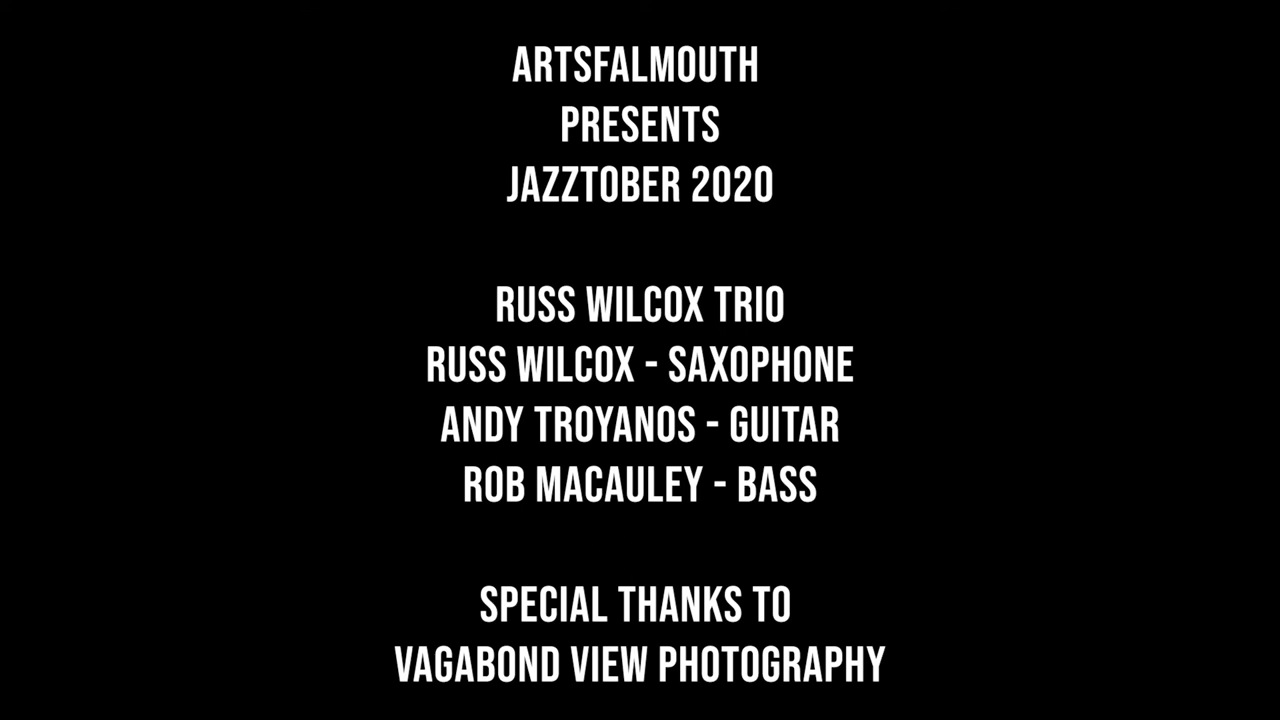 ARTSFALMOUTH
PRESENTS
JAZZTOBER 2020
RUSS WILCOX TRIO
RUSS WILCOX - SAXOPHONE
ANDY TROYANOS - GUITAR
ROB MACAULEY - BASS
SPECIAL THANKS TO
VAGABOND VIEW PHOTOGRAPHY